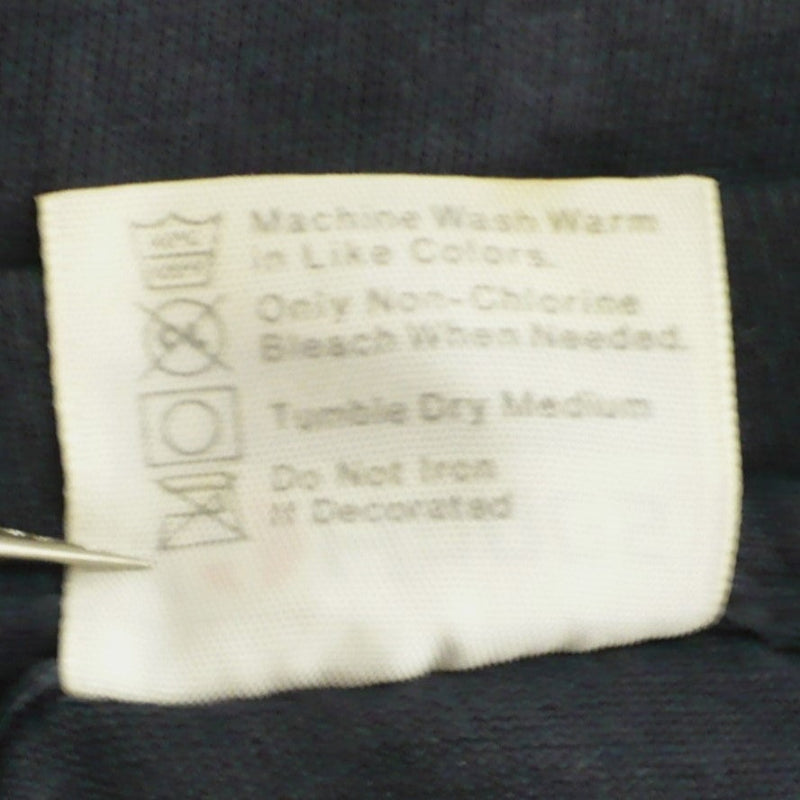 Machine Wash Warm
in Like Colors.
Only Non-Chlorine
Bleach When Needed.
Tumble Dry Medium
Do Not Iron
If Decorated